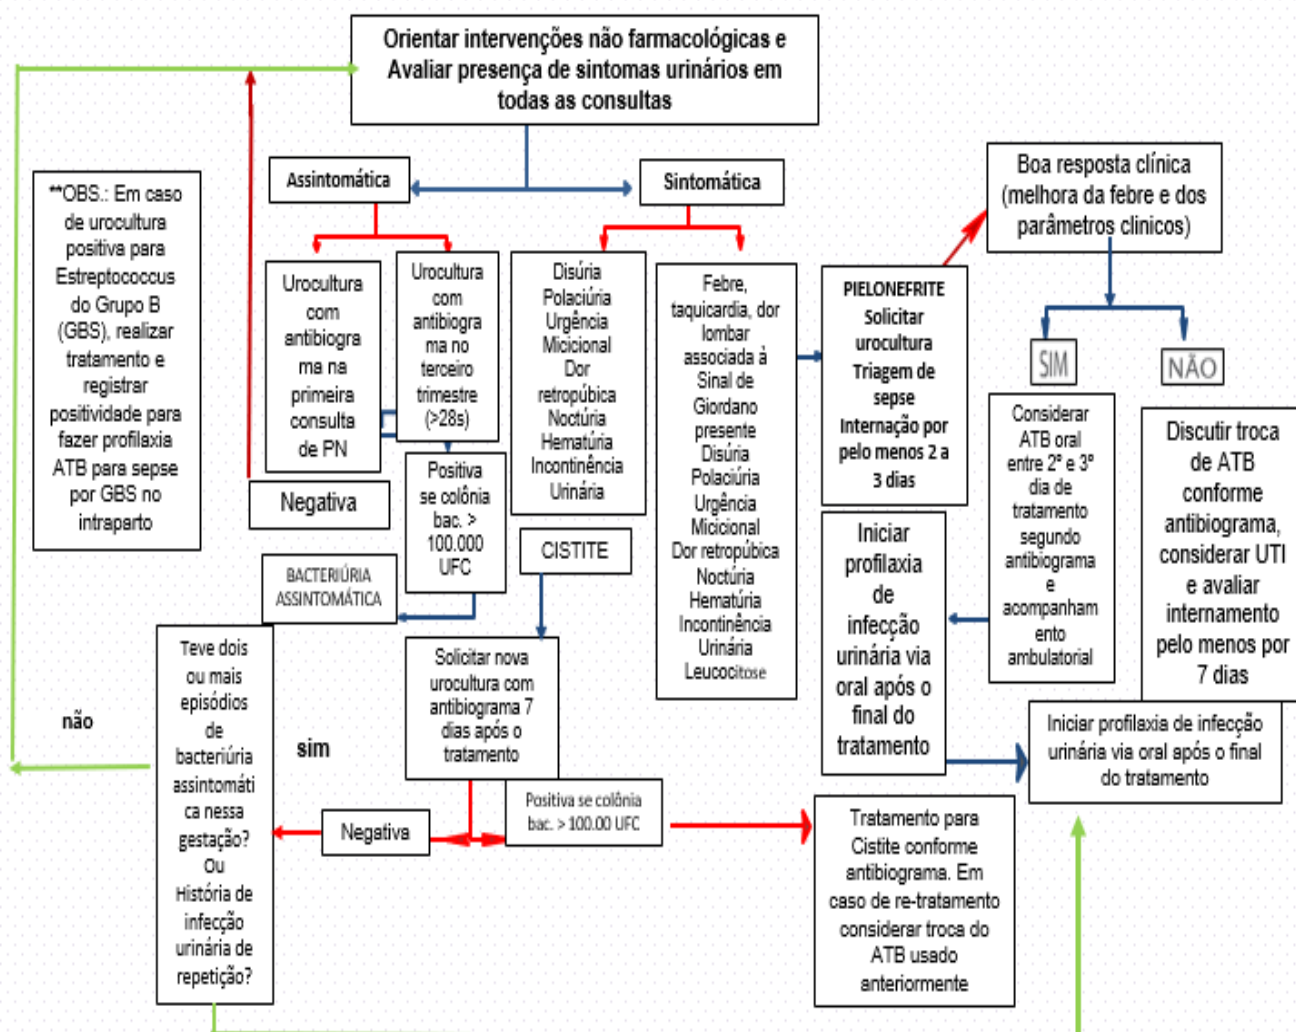 Orientar intervenções não farmacológicas e
Avaliar presença de sintomas urinários em
todas as consultas
Assintomática
Sintomática
Boa resposta clínica
(melhora da febre e dos
parâmetros clinicos)
**OBS.: Em caso
de urocultura
positiva para
Estreptococcus
do Grupo B
(GBS), realizar
tratamento e
registrar
positividade para
fazer profilaxia
ATB para sepse
por GBS no
intraparto
Urocultura
com
antibiogra
ma na
primeira
consulta
de PN
Urocultura
com
antibiogra
ma no
terceiro
trimestre
(>28s)
Disúria
Polaciúria
Urgência
Micicional
Dor
retropúbica
Noctúria
Hematúria
Incontinência
Urinária
Febre,
taquicardia, dor
lombar
associada à
Sinal de
Giordano
presente
Disúria
Polaciúria
Urgência
Micicional
Dor retropúbica
Noctúria
Hematúria
Incontinência
Urinária
Leucocitose
PIELONEFRITE
Solicitar
urocultura
Triagem de
sepse
Internação por
pelo menos 2 a
3 dias
SIM
NÃO
Considerar
ATB oral
entre 2º e 3º
dia de
tratamento
segundo
antibiograma
e
acompanham
ento
ambulatorial
Discutir troca
de ATB
conforme
antibiograma,
considerar UTI
e avaliar
internamento
pelo menos por
7 dias
Negativa
Positiva
se colônia
bac. >
100.000
UFC
CISTITE
BACTERIÚRIA
ASSINTOMÁTICA
Iniciar
profilaxia
de
infecção
urinária via
oral após o
final do
tratamento
Teve dois
ou mais
episódios
de
bacteriúria
assintomáti
ca nessa
gestação?
Ou
História de
infecção
urinária de
repetição?
não
sim
Solicitar nova
urocultura com
antibiograma 7
dias após o
tratamento
Iniciar profilaxia de infecção
urinária via oral após o final
do tratamento
Negativa
Positiva se colônia
bac. > 100.00 UFC
Tratamento para
Cistite conforme
antibiograma. Em
caso de re-tratamento
considerar troca do
ATB usado
anteriormente